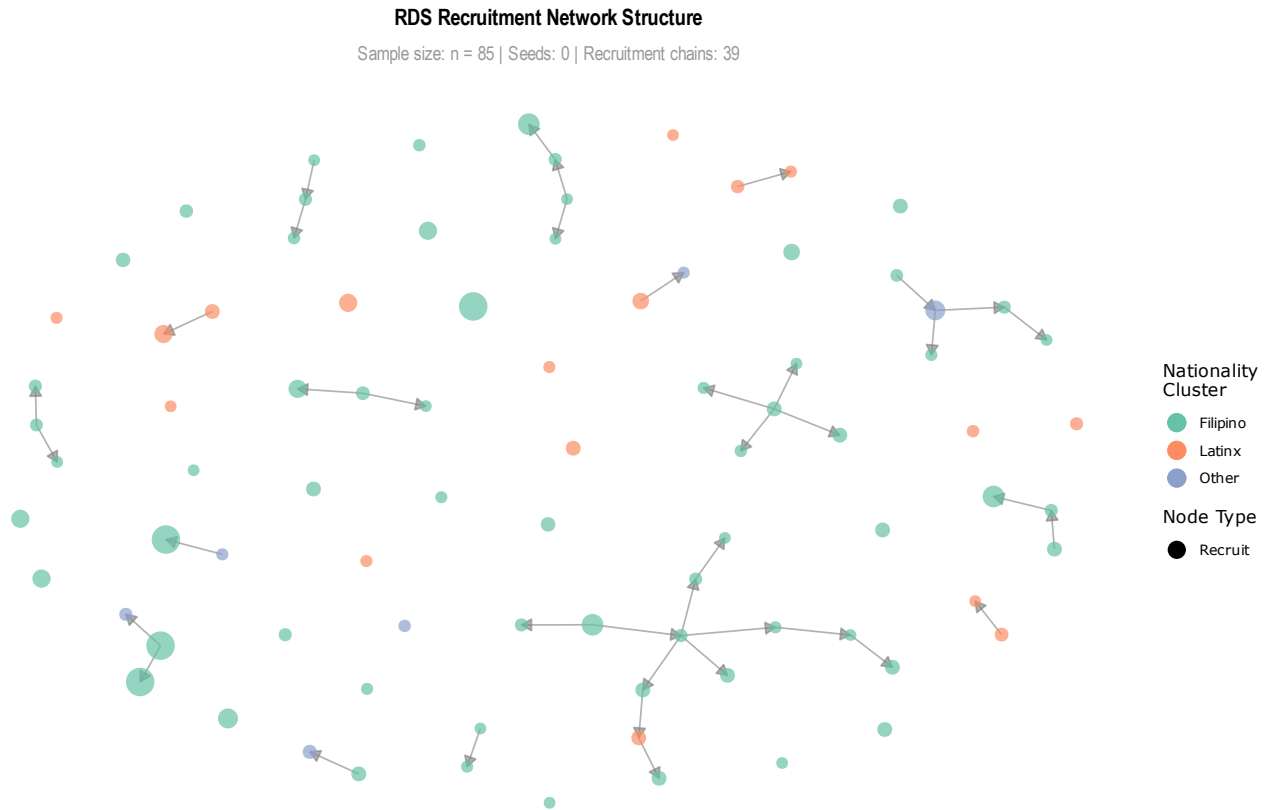 RDS Recruitment Network Structure
Sample size: n = 85 | Seeds: 0 | Recruitment chains: 39
Nationality
Cluster
Filipino
Latinx
Other
Node Type
Recruit